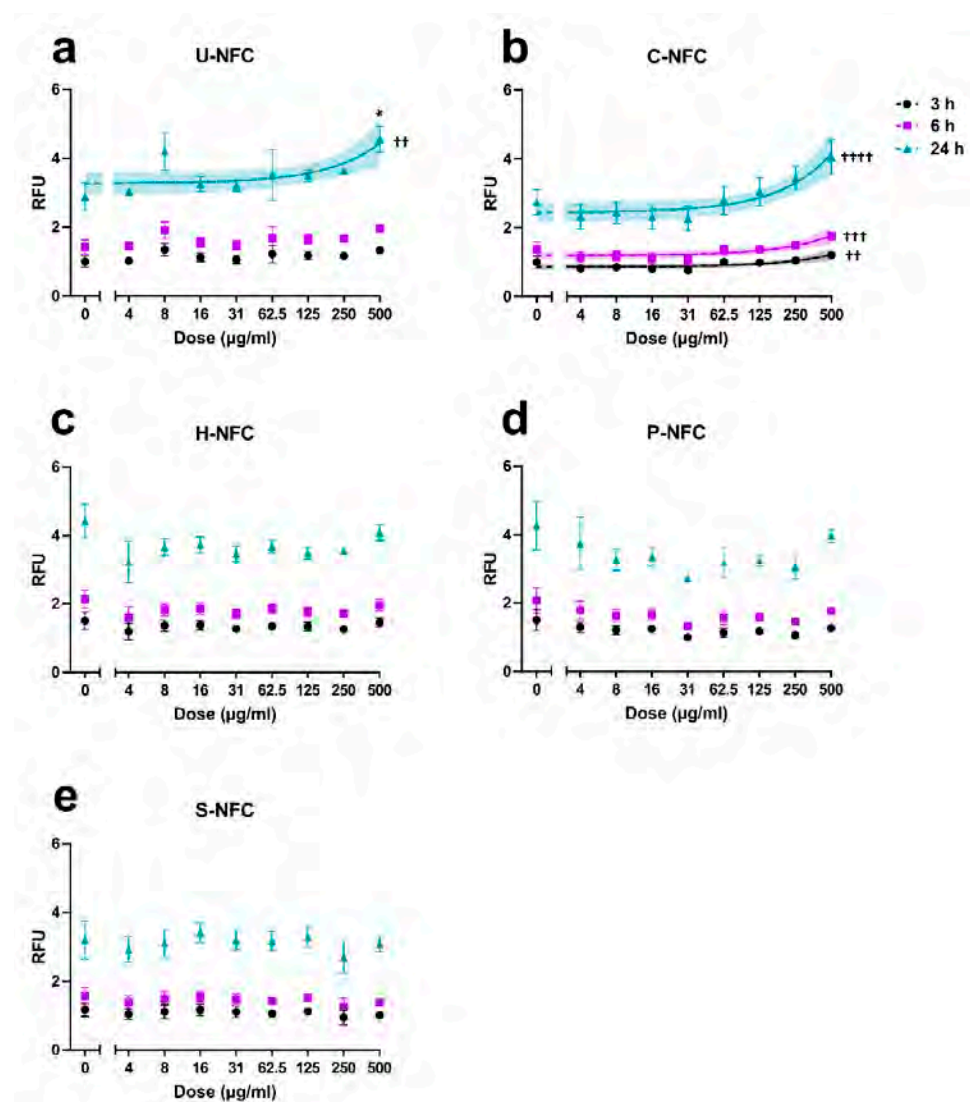 a
U-NFC
6
4
2
0
RFU
*
††
0 4 8 16 31 62.5 125 250 500
Dose (µg/ml)
b
C-NFC
6
4
2
0
RFU
††††
†††
††
0 4 8 16 31 62.5 125 250 500
Dose (µg/ml)
3 h
6 h
24 h
c
H-NFC
6
4
2
0
RFU
0 4 8 16 31 62.5 125 250 500
Dose (µg/ml)
d
P-NFC
6
4
2
0
RFU
0 4 8 16 31 62.5 125 250 500
Dose (µg/ml)
e
S-NFC
6
4
2
0
RFU
0 4 8 16 31 62.5 125 250 500
Dose (µg/ml)